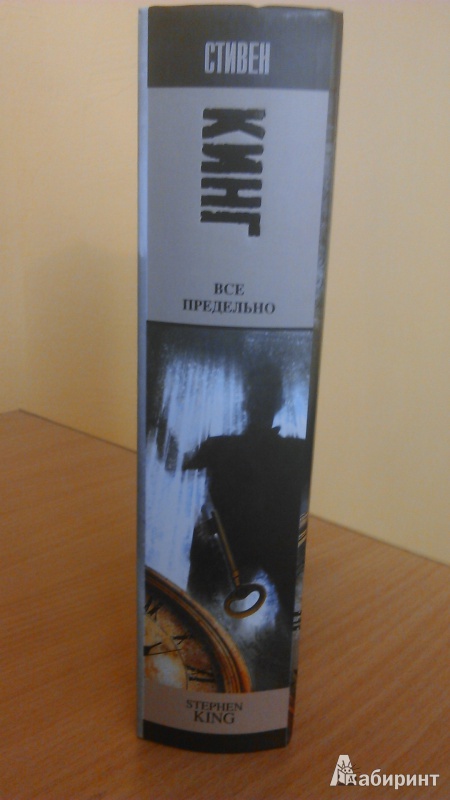 СТИВЕН
КИНГ
ВСЕ
ПРЕДЕЛЬНО
STEPHEN
KING
Лабиринт